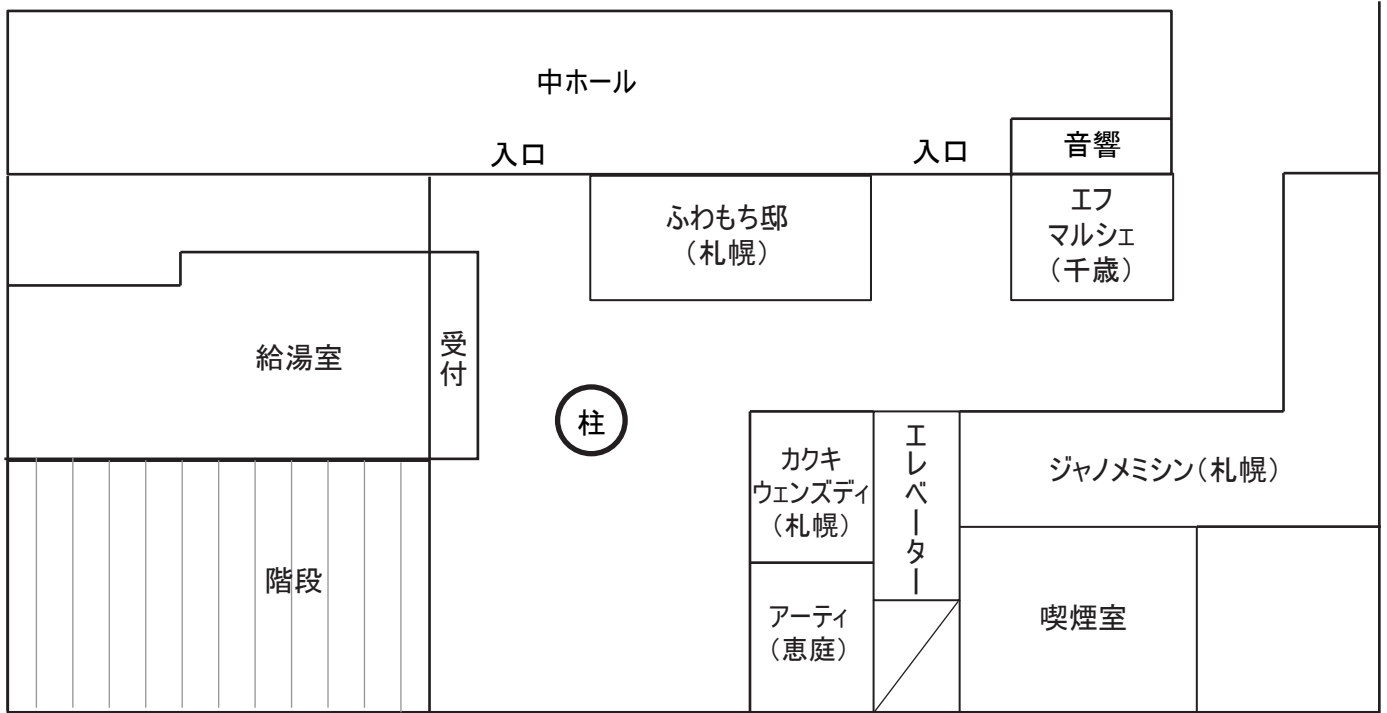 中ホール
入口
入口
音響
ふわもち邸
（札幌）
エフ
マルシェ
（千歳）
給湯室
受付
柱
カクキ
ウェンズディ
（札幌）
エレベーター
ジャノメミシン（札幌）
階段
アーティ
（恵庭）
喫煙室